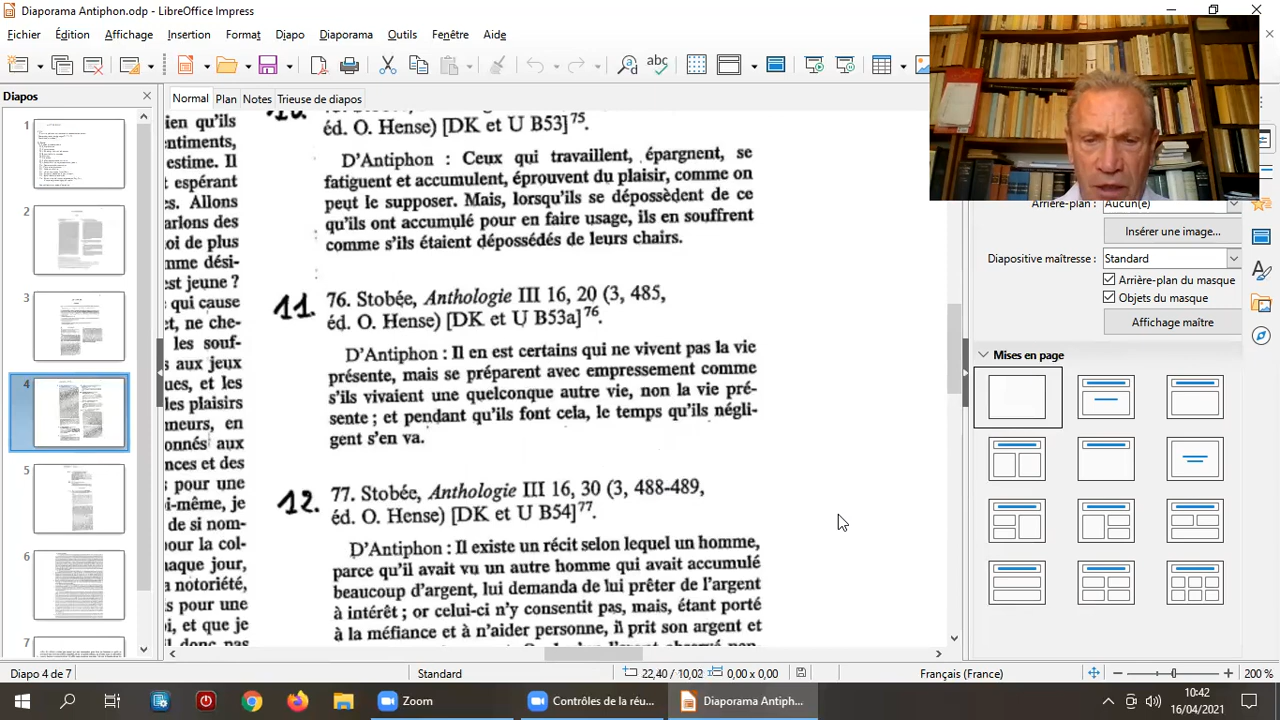 Diaporama Antiphon.odp - LibreOffice Impress
Fichier Édition Affichage Insertion Format Diapo Diaporama Outils Fenêtre Aide
Diapos
Normal Plan Notes Trieuse de diapos
1
2
3
4
5
6
7
ien qu'ils
ntiments,
estime. Il
t espérant
s. Allons
arlons des
oi de plus
mme dési-
est jeune ?
qui cause
et, ne che-
les souf-
s aux jeux
ues, et les
les plaisirs
meurs, en
onnés aux
nces et des
pour une
i-même, je
de si nom-
pour la col-
haque jour,
a notoriété,
s pour une
i, et que je
donc pas
éd. O. Hense) [DK et U B53]75.
D'Antiphon : Ceux qui travaillent, épargnent, se
fatiguent et accumulent, éprouvent du plaisir, comme on
peut le supposer. Mais, lorsqu'ils se dépossèdent de ce
qu'ils ont accumulé pour en faire usage, ils en souffrent
comme s'ils étaient dépossédés de leurs chairs.
11. 76. Stobée, Anthologie III 16, 20 (3, 485,
éd. O. Hense) [DK et U B53a]76.
D'Antiphon : Il en est certains qui ne vivent pas la vie
présente, mais se préparent avec empressement comme
s'ils vivaient une quelconque autre vie, non la vie pré-
sente ; et pendant qu'ils font cela, le temps qu'ils négli-
gent s'en va.
12. 77. Stobée, Anthologie III 16, 30 (3, 488-489,
éd. O. Hense) [DK et U B54]77.
D'Antiphon : Il existe un récit selon lequel un homme,
parce qu'il avait vu un autre homme qui avait accumulé
beaucoup d'argent, lui demanda de lui prêter de l'argent
à intérêt ; or celui-ci n'y consentit pas, mais, étant porté
à la méfiance et à n'aider personne, il prit son argent et
Arrière-plan : Aucun(e)
Insérer une image...
Diapositive maîtresse : Standard
Arrière-plan du masque
Objets du masque
Affichage maître
Mises en page
Diapo 4 de 7 Standard 22,40 / 10,02 0,00 x 0,00 Français (France) 200 %
Zoom Contrôles de la réu... Diaporama Antiph...
10:42
16/04/2021